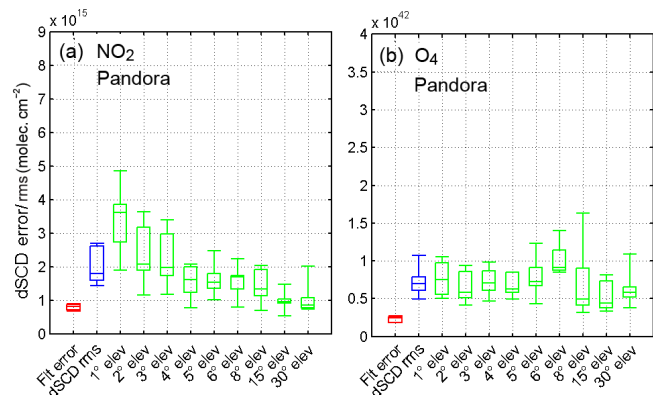 x 10^15
(a) NO₂
Pandora
dSCD error/rms (molec.cm⁻²)
9
8
7
6
5
4
3
2
1
0
Fit error
dSCD rms
1° elev
2° elev
3° elev
4° elev
5° elev
6° elev
8° elev
15° elev
30° elev
x 10^42
(b) O₄
Pandora
4
3.5
3
2.5
2
1.5
1
0.5
0
Fit error
dSCD rms
1° elev
2° elev
3° elev
4° elev
5° elev
6° elev
8° elev
15° elev
30° elev